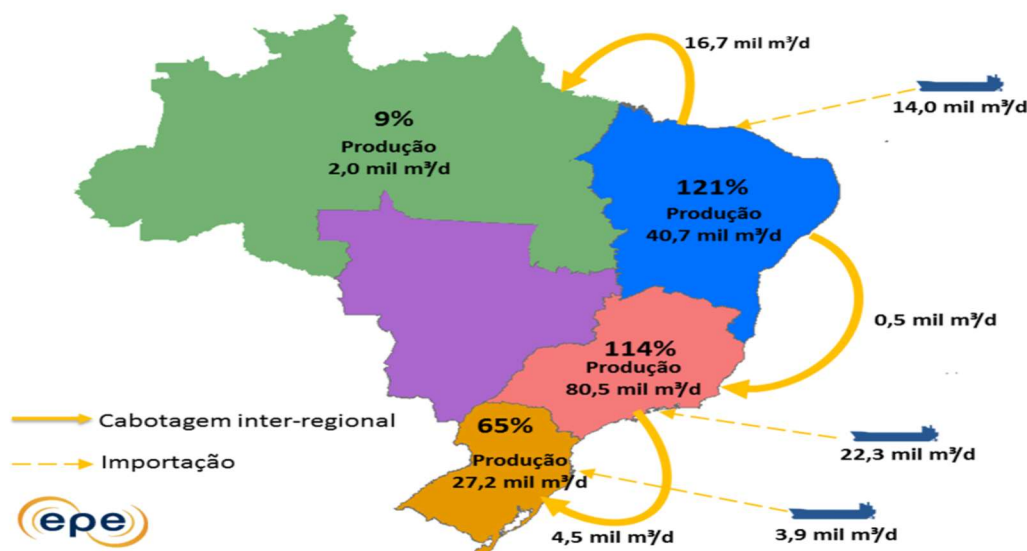 16,7 mil m³/d
14,0 mil m³/d
9%
Produção
2,0 mil m³/d
121%
Produção
40,7 mil m³/d
0,5 mil m³/d
114%
Produção
80,5 mil m³/d
Cabotagem inter-regional
65%
Produção
27,2 mil m³/d
22,3 mil m³/d
Importação
4,5 mil m³/d
3,9 mil m³/d
epe